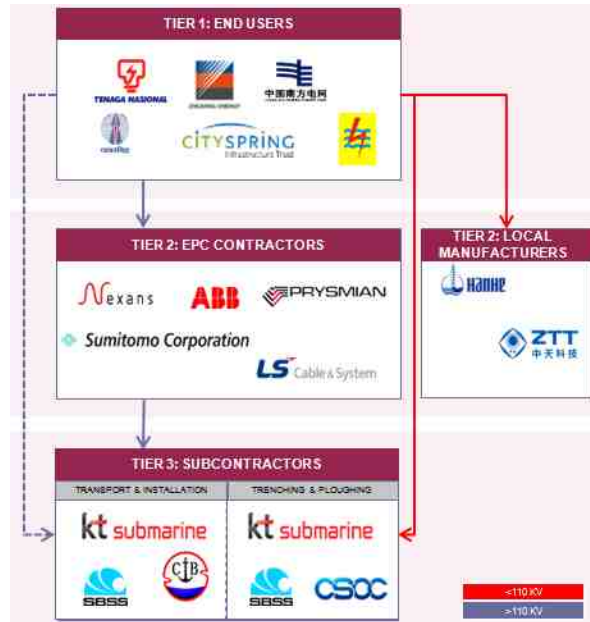 TIER 1: END USERS
TENAGA NASIONAL
中国南方电网
CITYSPRING
Infrastructure Trust
TIER 2: EPC CONTRACTORS
Nexans
ABB
PRYSMIAN
Sumitomo Corporation
LS Cable & System
TIER 2: LOCAL
MANUFACTURERS
HANHE
ZTT
中天科技
TIER 3: SUBCONTRACTORS
TRANSPORT & INSTALLATION
TRENCHING & PLOUGHING
kt submarine
kt submarine
SBSS
CTB
SBSS
CSOC
<110 KV
>110 KV